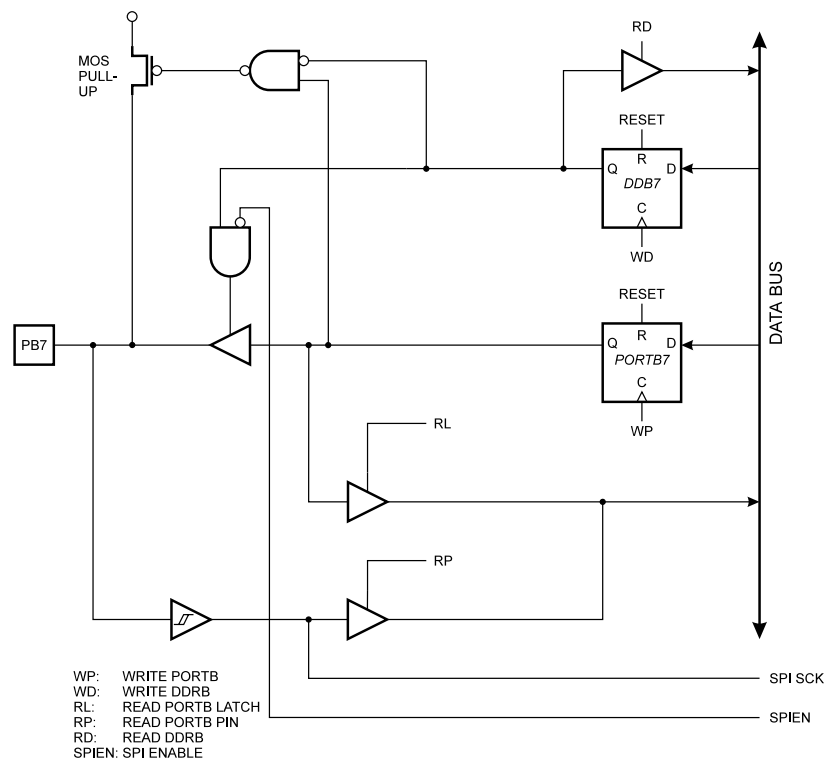 RD
MOS
PULL-
UP
RESET
R
Q
DDB7
D
C
WD
DATA BUS
RESET
R
PB7
Q
D
PORTB7
C
WP
RL
RP
WP: WRITE PORTB
WD: WRITE DDRB
RL: READ PORTB LATCH
RP: READ PORTB PIN
RD: READ DDRB
SPIEN: SPI ENABLE
SPI SCK
SPIEN